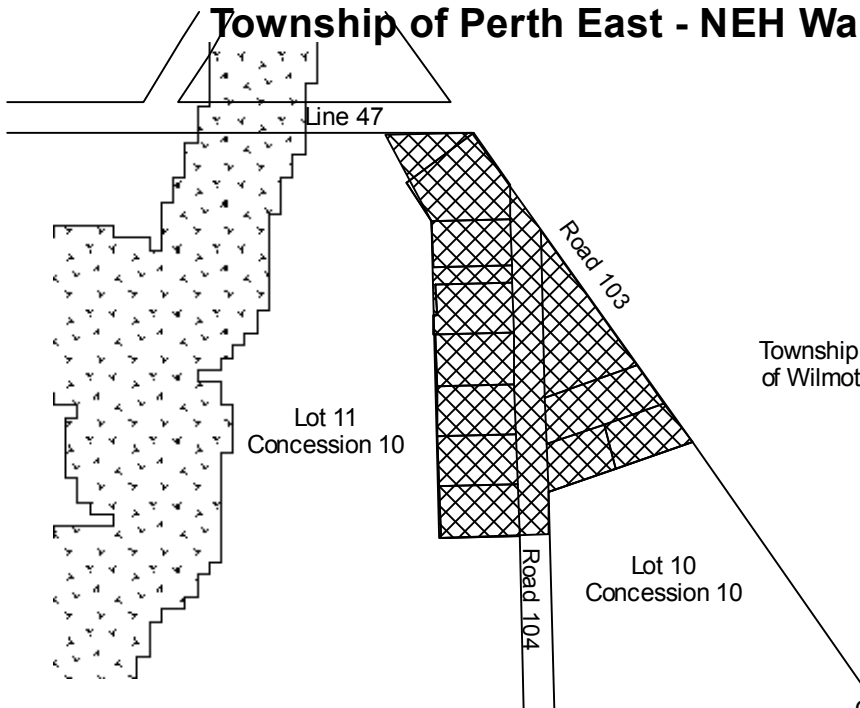 Township of Perth East - NEH Wa
Line 47
Road 103
Township
of Wilmot
Lot 11
Concession 10
Lot 10
Concession 10
Road 104